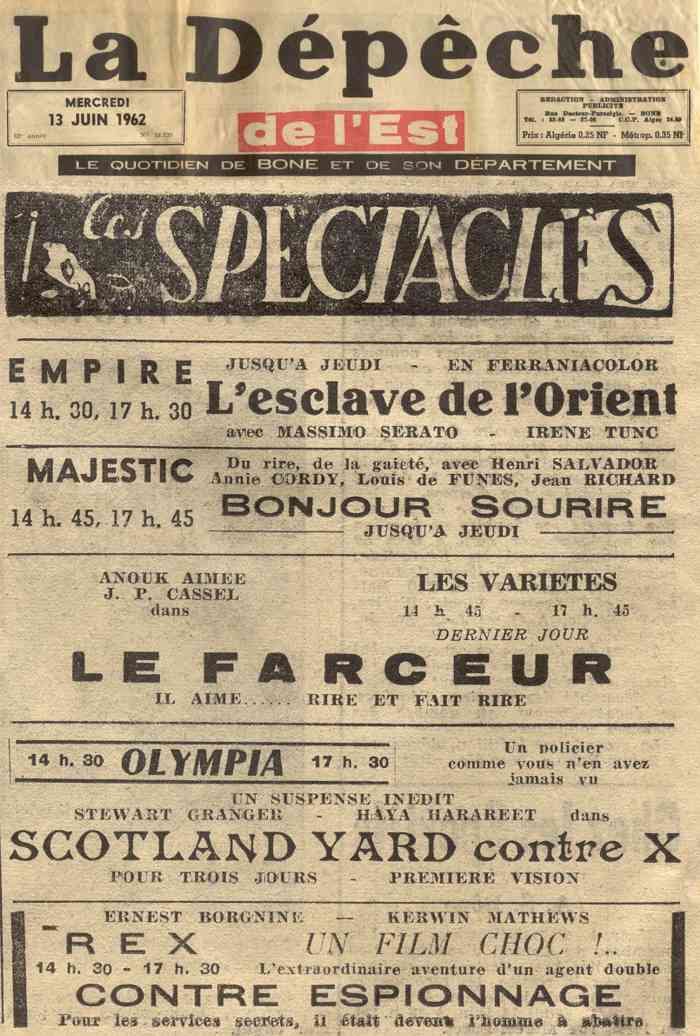 La Dépêche
MERCREDI
13 JUIN 1962
de l'Est
REDACTION - ADMINISTRATION
PUBLICITE
BONE
Prix : Algérie 0.25 NF - Métrop. 0.35 NF
LE QUOTIDIEN DE BONE ET DE SON DÉPARTEMENT
les SPECTACLES
EMPIRE
14 h. 30, 17 h. 30
JUSQU'A JEUDI - EN FERRANIACOLOR
L'esclave de l'Orient
avec MASSIMO SERATO - IRENE TUNC
MAJESTIC
14 h. 45, 17 h. 45
Du rire, de la gaieté, avec Henri SALVADOR
Annie CORDY, Louis de FUNES, Jean RICHARD
BONJOUR SOURIRE
JUSQU'A JEUDI
ANOUK AIMEE
J. P. CASSEL
dans
LES VARIETES
14 h. 45 - 17 h. 45
DERNIER JOUR
LE FARCEUR
IL AIME...... RIRE ET FAIT RIRE
14 h. 30 OLYMPIA 17 h. 30
Un policier
comme vous n'en avez
jamais vu
UN SUSPENSE INEDIT
STEWART GRANGER - HAYA HARAREET dans
SCOTLAND YARD contre X
POUR TROIS JOURS - PREMIERE VISION
ERNEST BORGNINE — KERWIN MATHEWS
REX UN FILM CHOC !..
14 h. 30 - 17 h. 30 L'extraordinaire aventure d'un agent double
CONTRE ESPIONNAGE
Pour les services secrets, il était devenu l'homme à abattre